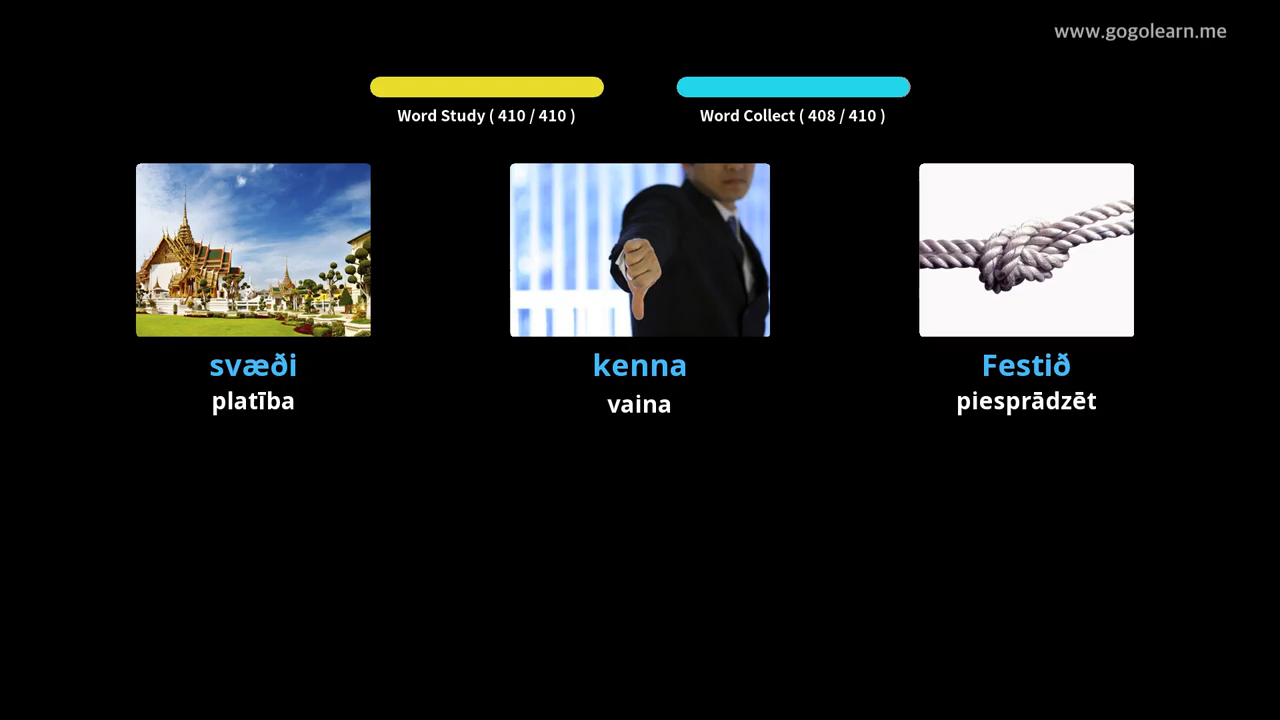 www.gogolearn.me
Word Study ( 410 / 410 )
Word Collect ( 408 / 410 )
svæði
kenna
Festið
platība
vaina
piesprādzēt